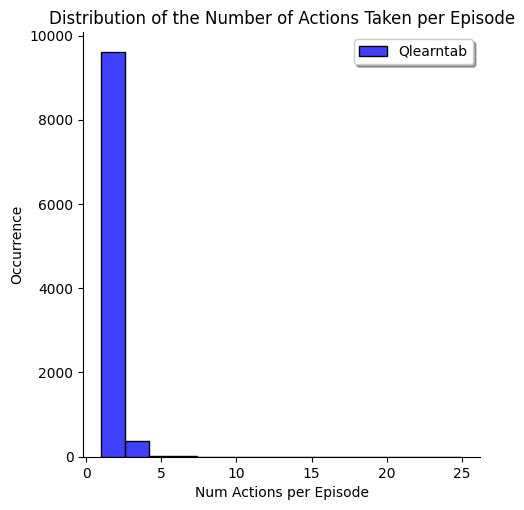 Distribution of the Number of Actions Taken per Episode
Qlearntab
10000
8000
6000
4000
2000
0
Occurrence
0 5 10 15 20 25
Num Actions per Episode